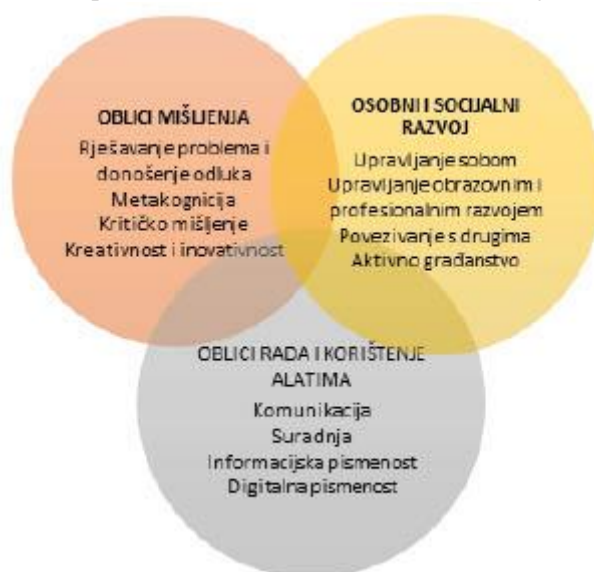 OBLICI MIŠLJENJA
Rješavanje problema i
donošenje odluka
Metakognicija
Kritičko mišljenje
Kreativnost i inovativnost
OSOBNI I SOCIJALNI
RAZVOJ
Upravljanje sobom
Upravljanje obrazovnim i
profesionalnim razvojem
Povezivanje s drugima
Aktivno građanstvo
OBLICI RADA I KORIŠTENJE
ALATIMA
Komunikacija
Suradnja
Informacijska pismenost
Digitalna pismenost